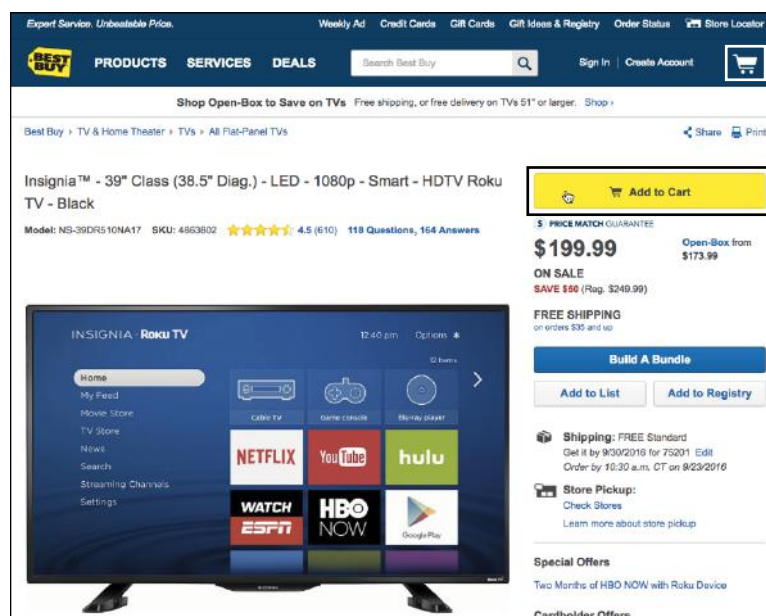 Expert Service. Unbeatable Price.
Weekly Ad Credit Cards Gift Cards Gift Ideas & Registry Order Status Store Locator
BEST BUY PRODUCTS SERVICES DEALS Search Best Buy Sign In | Create Account
Shop Open-Box to Save on TVs Free shipping, or free delivery on TVs 51" or larger. Shop ›
Best Buy › TV & Home Theater › TVs › All Flat-Panel TVs
Share Print
Insignia™ - 39" Class (38.5" Diag.) - LED - 1080p - Smart - HDTV Roku
TV - Black
Model: NS-39DR510NA17 SKU: 4863802 4.5 (610) 118 Questions, 164 Answers
Add to Cart
$ PRICE MATCH GUARANTEE
$199.99
Open-Box from
$173.99
ON SALE
SAVE $50 (Reg. $249.99)
FREE SHIPPING
on orders $35 and up
Build A Bundle
Add to List Add to Registry
Shipping: FREE Standard
Get it by 9/30/2016 for 75201 Edit
Order by 10:30 a.m. CT on 9/23/2016
Store Pickup:
Check Stores
Learn more about store pickup
Special Offers
Two Months of HBO NOW with Roku Device
Cardholder Offers
INSIGNIA · Roku TV
12:40 pm Options *
12 Items
Home
My Feed
Movie Store
TV Store
News
Search
Streaming Channels
Settings
Cable TV Game console Blu-ray player
NETFLIX YouTube hulu
WATCH ESPN HBO NOW Google Play
INSIGNIA
Roku TV